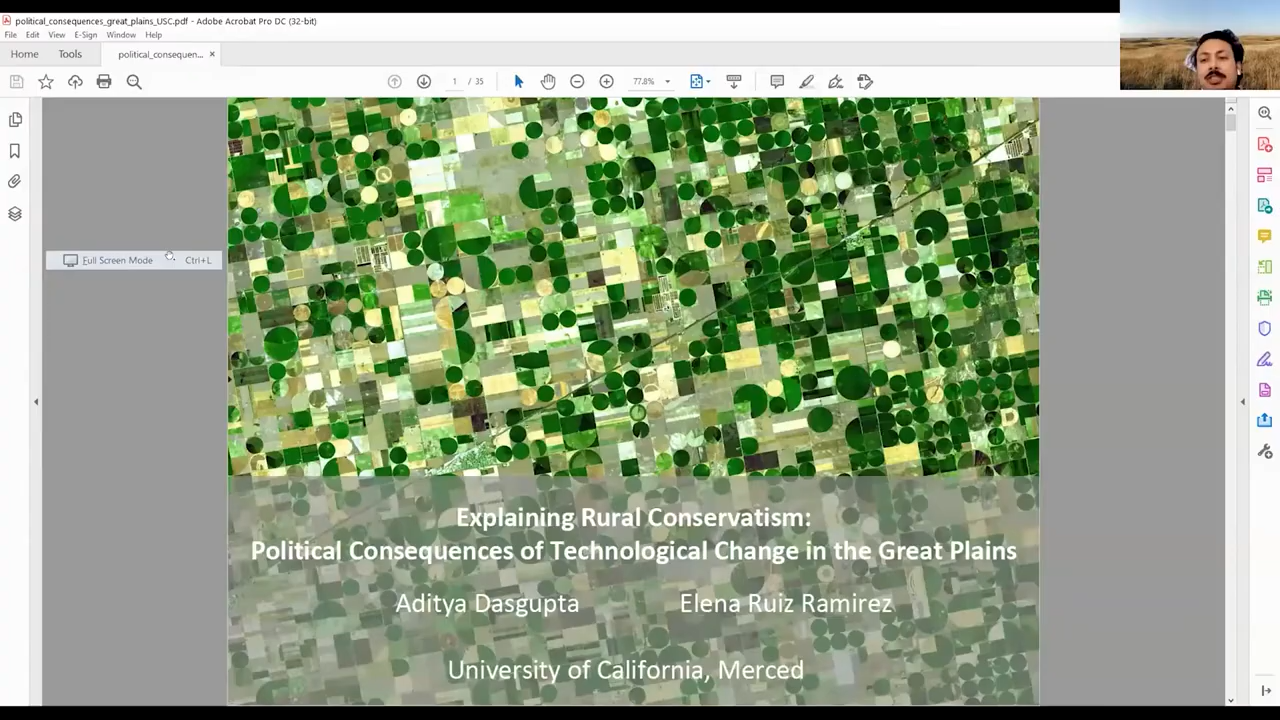 political_consequences_great_plains_USC.pdf - Adobe Acrobat Pro DC (32-bit)
File Edit View E-Sign Window Help
Home Tools political_consequen... ×
1 / 35 77.8%
Full Screen Mode Ctrl+L
Explaining Rural Conservatism:
Political Consequences of Technological Change in the Great Plains
Aditya Dasgupta Elena Ruiz Ramirez
University of California, Merced